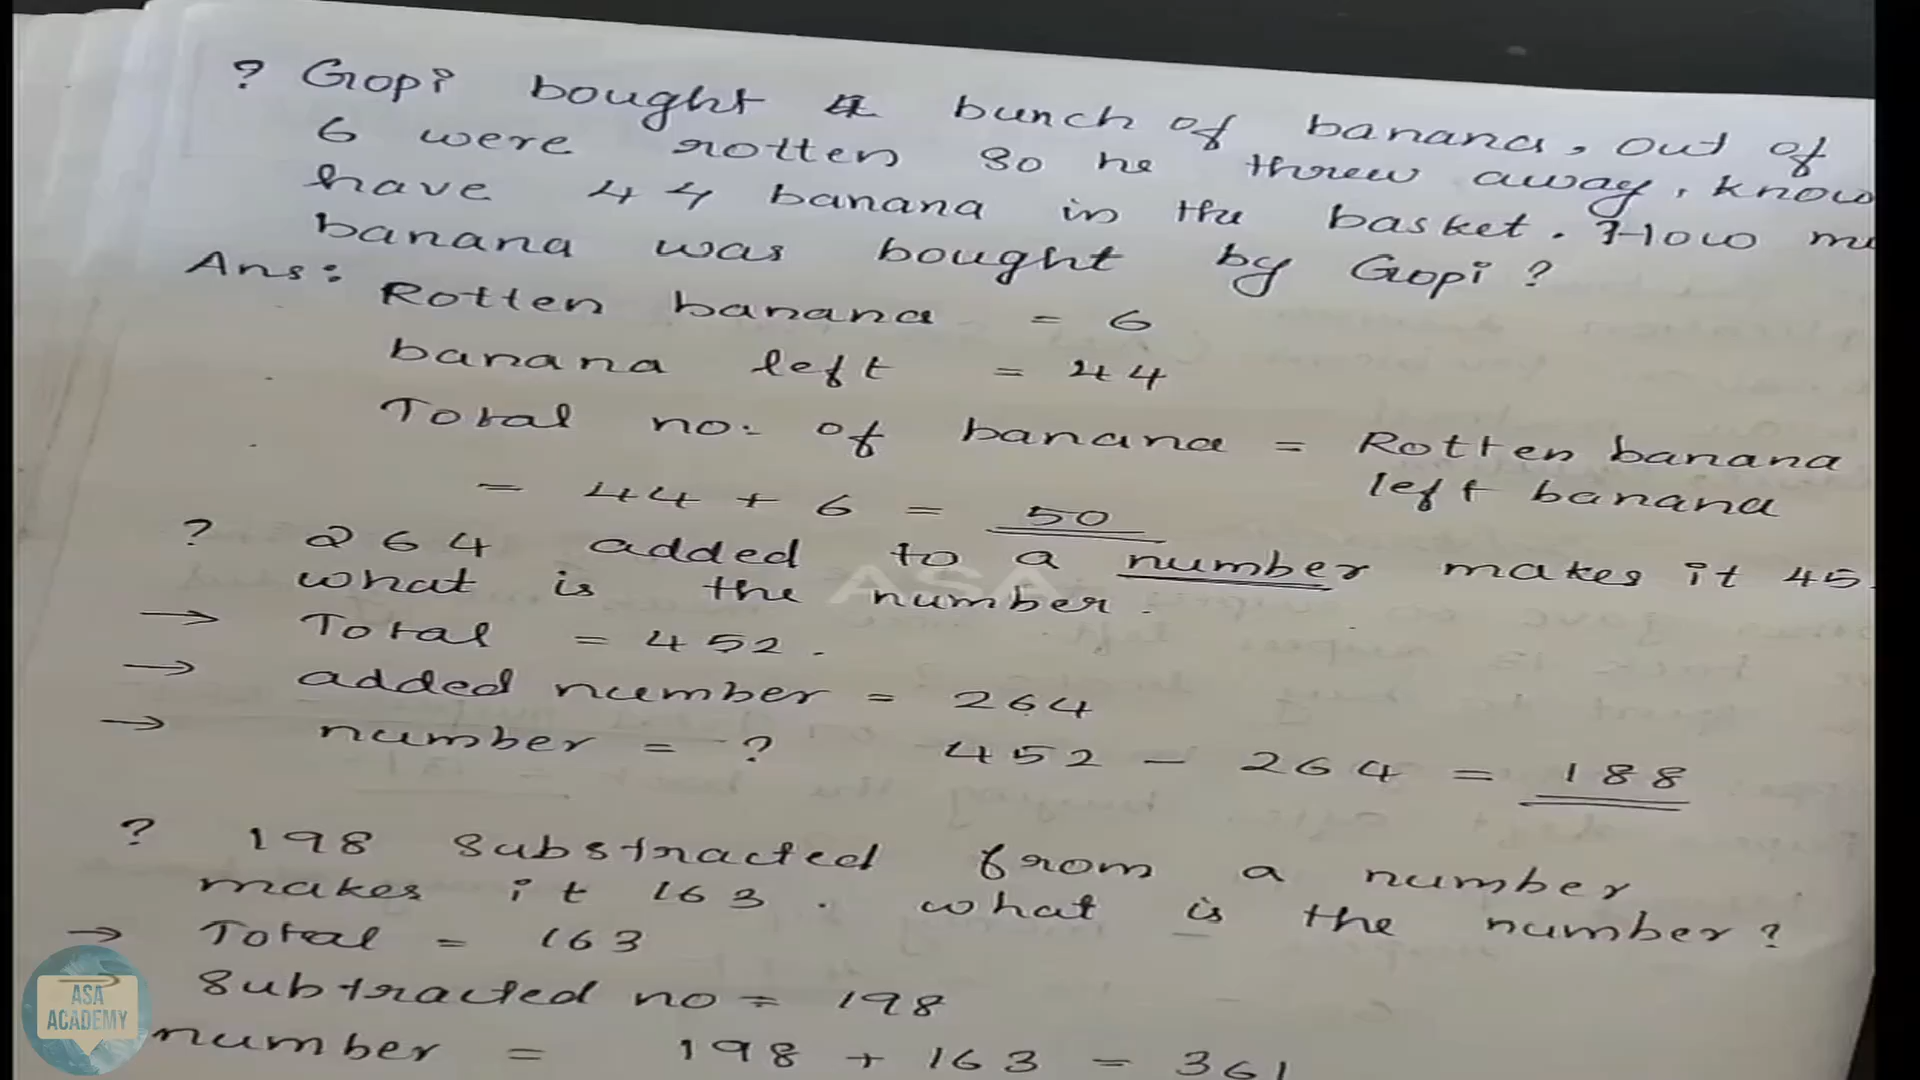 ? Gopi bought a bunch of banana, out of
6 were rotten so he threw away, know
have 44 banana in the basket. How mu
banana was bought by Gopi ?
Ans: Rotten banana = 6
banana left = 44
Total no: of banana = Rotten banana
left banana
= 44 + 6 = 50
? 264 added to a number makes it 45
what is the number.
→ Total = 452.
→ added number = 264
→ number = ? 452 - 264 = 188
? 198 Substracted from a number
makes it 163. what is the number?
→ Total = 163
→ Subtracted no = 198
number = 198 + 163 = 361
ASA
ASA
ACADEMY